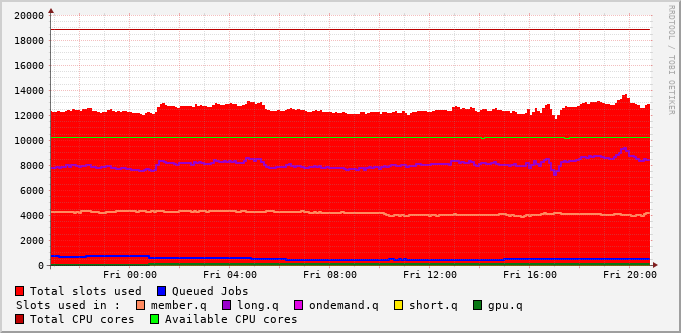 20000
18000
16000
14000
12000
10000
8000
6000
4000
2000
0
Fri 00:00 Fri 04:00 Fri 08:00 Fri 12:00 Fri 16:00 Fri 20:00
Total slots used Queued Jobs
Slots used in : member.q long.q ondemand.q short.q gpu.q
Total CPU cores Available CPU cores
RRDTOOL / TOBI OETIKER